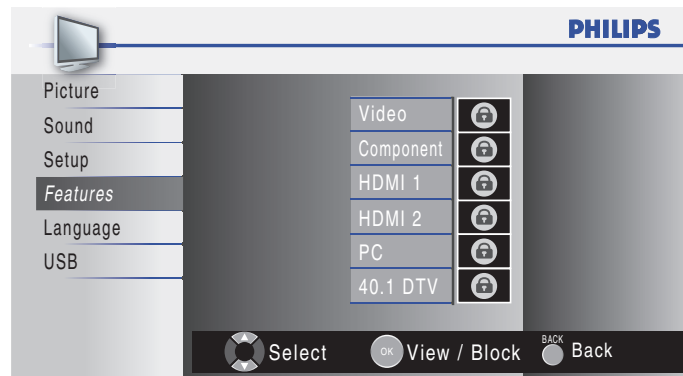 PHILIPS
Picture
Sound
Setup
Features
Language
USB
Video
Component
HDMI 1
HDMI 2
PC
40.1 DTV
Select
OK View / Block
BACK Back